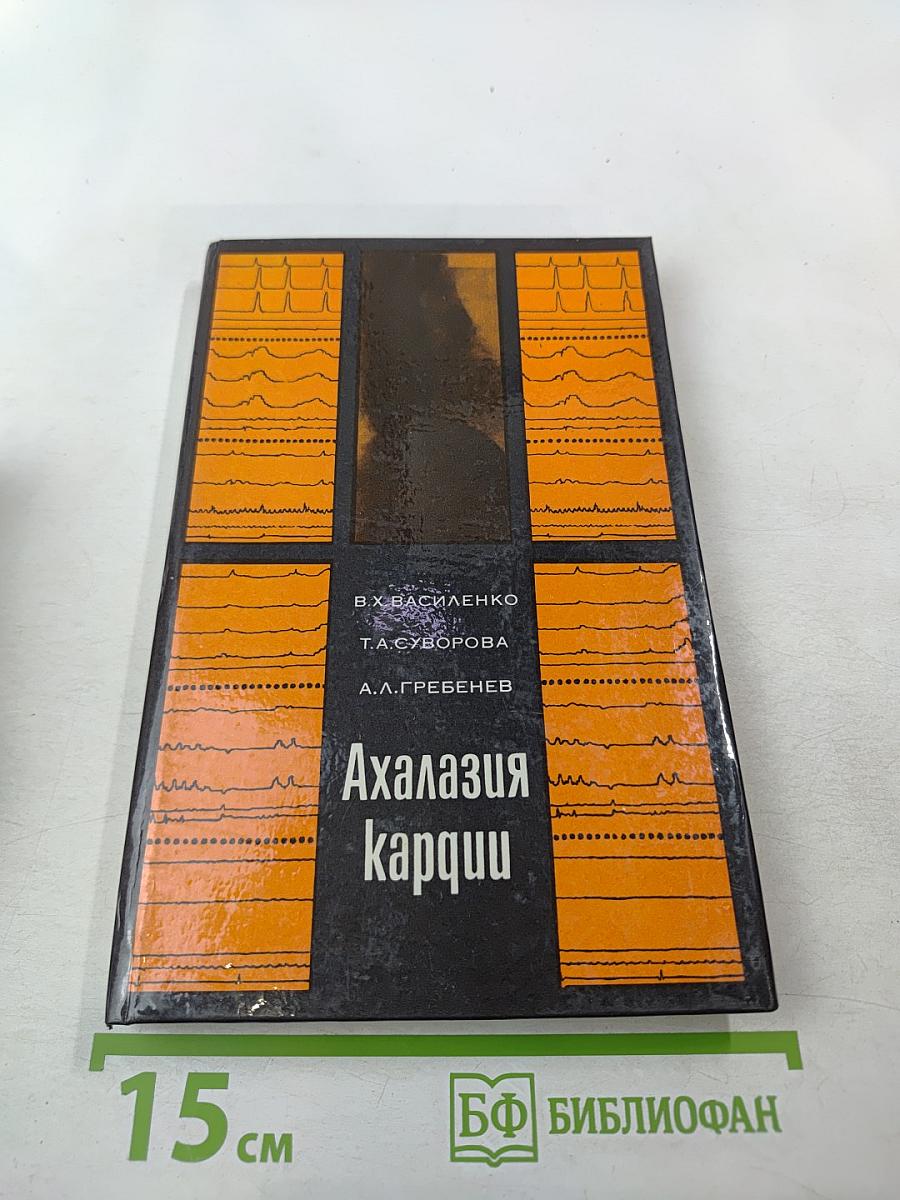 В.Х.ВАСИЛЕНКО
Т.А.СУВОРОВА
А.Л.ГРЕБЕНЕВ
Ахалазия
кардии
15 см
БФ БИБЛИОФАН